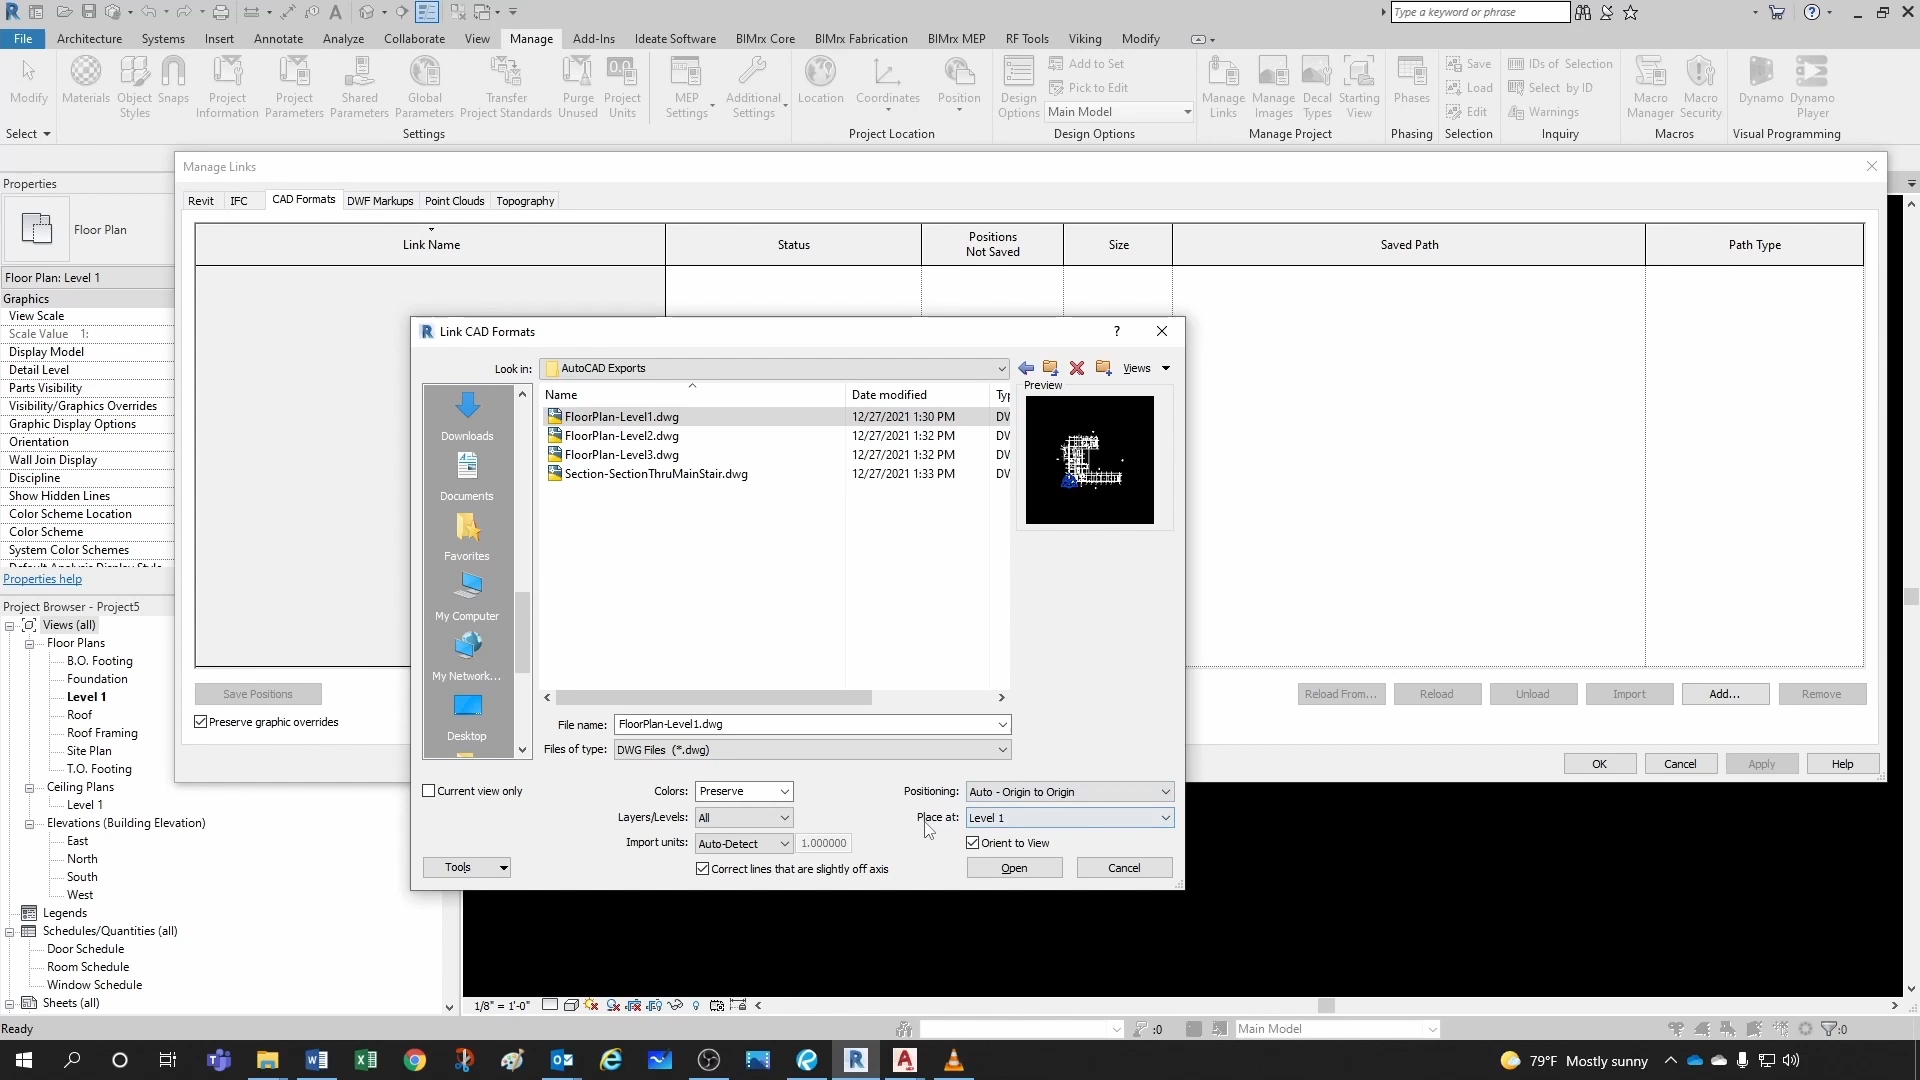 Type a keyword or phrase
File Architecture Systems Insert Annotate Analyze Collaborate View Manage Add-Ins Ideate Software BIMrx Core BIMrx Fabrication BIMrx MEP RF Tools Viking Modify
Modify
Materials
Object
Styles
Snaps
Project
Information
Project
Parameters
Shared
Parameters
Global
Parameters
Transfer
Project Standards
Purge
Unused
Project
Units
MEP
Settings
Additional
Settings
Location
Coordinates
Position
Design
Options
Add to Set
Pick to Edit
Main Model
Manage
Links
Manage
Images
Decal
Types
Starting
View
Phases
Save
Load
Edit
IDs of Selection
Select by ID
Warnings
Macro
Manager
Macro
Security
Dynamo
Dynamo
Player
Select Settings Project Location Design Options Manage Project Phasing Selection Inquiry Macros Visual Programming
Properties
Floor Plan
Floor Plan: Level 1
Graphics
View Scale
Scale Value 1:
Display Model
Detail Level
Parts Visibility
Visibility/Graphics Overrides
Graphic Display Options
Orientation
Wall Join Display
Discipline
Show Hidden Lines
Color Scheme Location
Color Scheme
System Color Schemes
Default Analysis Display Style
Properties help
Project Browser - Project5
Views (all)
Floor Plans
B.O. Footing
Foundation
Level 1
Roof
Roof Framing
Site Plan
T.O. Footing
Ceiling Plans
Level 1
Elevations (Building Elevation)
East
North
South
West
Legends
Schedules/Quantities (all)
Door Schedule
Room Schedule
Window Schedule
Sheets (all)
Manage Links
Revit IFC CAD Formats DWF Markups Point Clouds Topography
Link Name
Status
Positions
Not Saved
Size
Saved Path
Path Type
Save Positions
Preserve graphic overrides
Reload From... Reload Unload Import Add... Remove
OK Cancel Apply Help
Link CAD Formats
?
Look in: AutoCAD Exports
Views
Downloads
Documents
Favorites
My Computer
My Network...
Desktop
Name Date modified Typ
FloorPlan-Level1.dwg 12/27/2021 1:30 PM DW
FloorPlan-Level2.dwg 12/27/2021 1:32 PM DW
FloorPlan-Level3.dwg 12/27/2021 1:32 PM DW
Section-SectionThruMainStair.dwg 12/27/2021 1:33 PM DW
Preview
File name: FloorPlan-Level1.dwg
Files of type: DWG Files (*.dwg)
Current view only
Colors: Preserve
Positioning: Auto - Origin to Origin
Layers/Levels: All
Place at: Level 1
Import units: Auto-Detect 1.000000
Orient to View
Tools
Correct lines that are slightly off axis
Open
Cancel
1/8" = 1'-0"
Ready
:0
Main Model
:0
79°F Mostly sunny